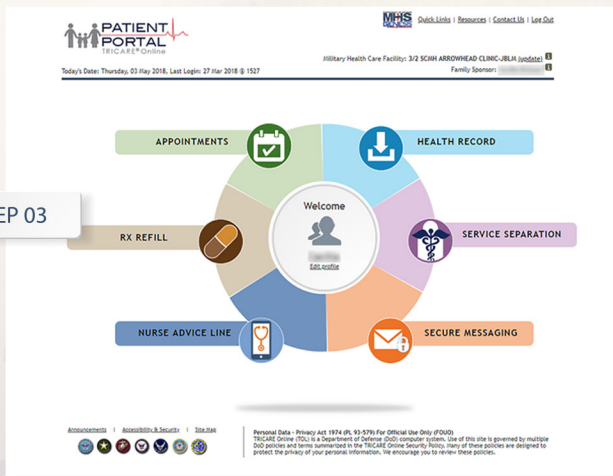 PATIENT
PORTAL
TRICARE® Online
MHS
GENESIS
Quick Links | Resources | Contact Us | Log Out
Today's Date: Thursday, 03 May 2018, Last Login: 27 Mar 2018 @ 1527
Military Health Care Facility: 3/2 SCMH ARROWHEAD CLINIC-JBLM (update)
Family Sponsor:
APPOINTMENTS
HEALTH RECORD
EP 03
RX REFILL
Welcome
Edit profile
SERVICE SEPARATION
NURSE ADVICE LINE
SECURE MESSAGING
Announcements | Accessibility & Security | Site Map
Personal Data - Privacy Act 1974 (PL 93-579) For Official Use Only (FOUO)
TRICARE Online (TOL) is a Department of Defense (DoD) computer system. Use of this site is governed by multiple
DoD policies and terms summarized in the TRICARE Online Security Policy. Many of these policies are designed to
protect the privacy of your personal information. We encourage you to review these policies.